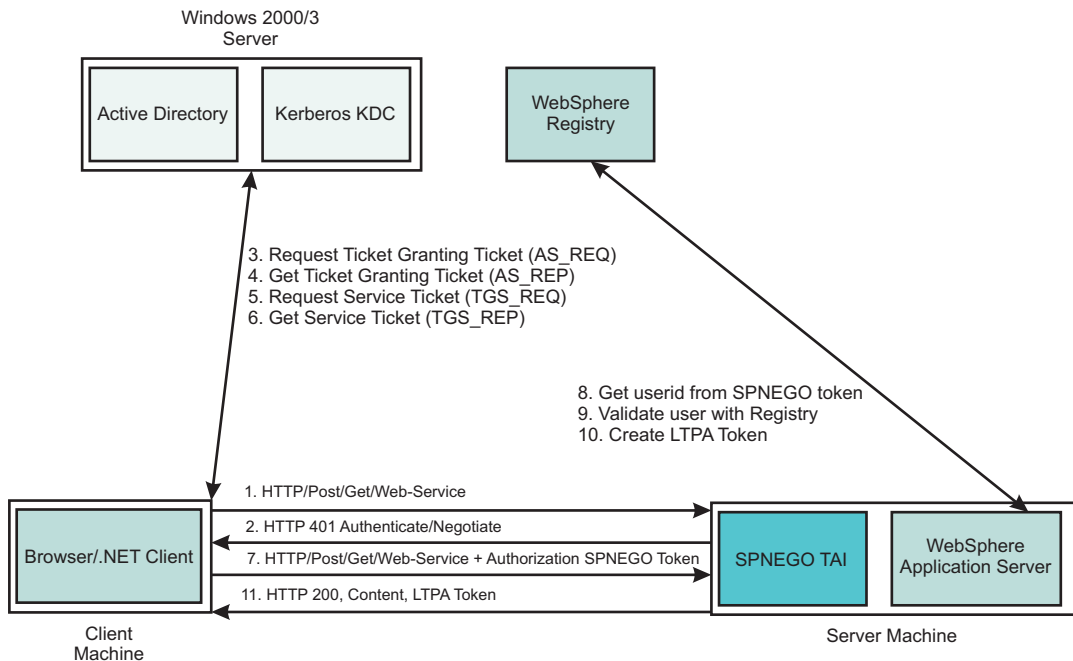 Windows 2000/3
Server
Active Directory
Kerberos KDC
WebSphere
Registry
3. Request Ticket Granting Ticket (AS_REQ)
4. Get Ticket Granting Ticket (AS_REP)
5. Request Service Ticket (TGS_REQ)
6. Get Service Ticket (TGS_REP)
8. Get userid from SPNEGO token
9. Validate user with Registry
10. Create LTPA Token
1. HTTP/Post/Get/Web-Service
2. HTTP 401 Authenticate/Negotiate
7. HTTP/Post/Get/Web-Service + Authorization SPNEGO Token
11. HTTP 200, Content, LTPA Token
Browser/.NET Client
SPNEGO TAI
WebSphere
Application Server
Client
Machine
Server Machine